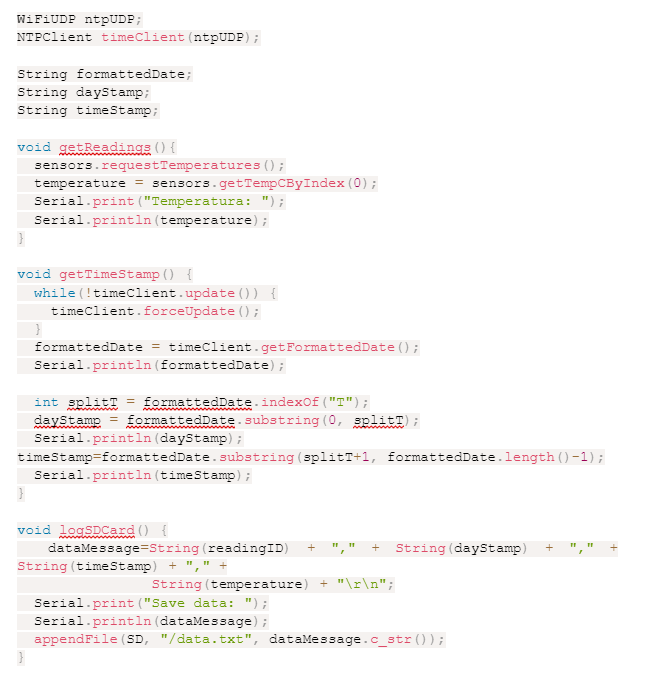 WiFiUDP ntpUDP;
NTPClient timeClient(ntpUDP);
String formattedDate;
String dayStamp;
String timeStamp;
void getReadings(){
sensors.requestTemperatures();
temperature = sensors.getTempCByIndex(0);
Serial.print("Temperatura: ");
Serial.println(temperature);
}
void getTimeStamp() {
while(!timeClient.update()) {
timeClient.forceUpdate();
}
formattedDate = timeClient.getFormattedDate();
Serial.println(formattedDate);
int splitT = formattedDate.indexOf("T");
dayStamp = formattedDate.substring(0, splitT);
Serial.println(dayStamp);
timeStamp=formattedDate.substring(splitT+1, formattedDate.length()-1);
Serial.println(timeStamp);
}
void logSDCard() {
dataMessage=String(readingID) + "," + String(dayStamp) + "," +
String(timeStamp) + "," +
String(temperature) + "\r\n";
Serial.print("Save data: ");
Serial.println(dataMessage);
appendFile(SD, "/data.txt", dataMessage.c_str());
}